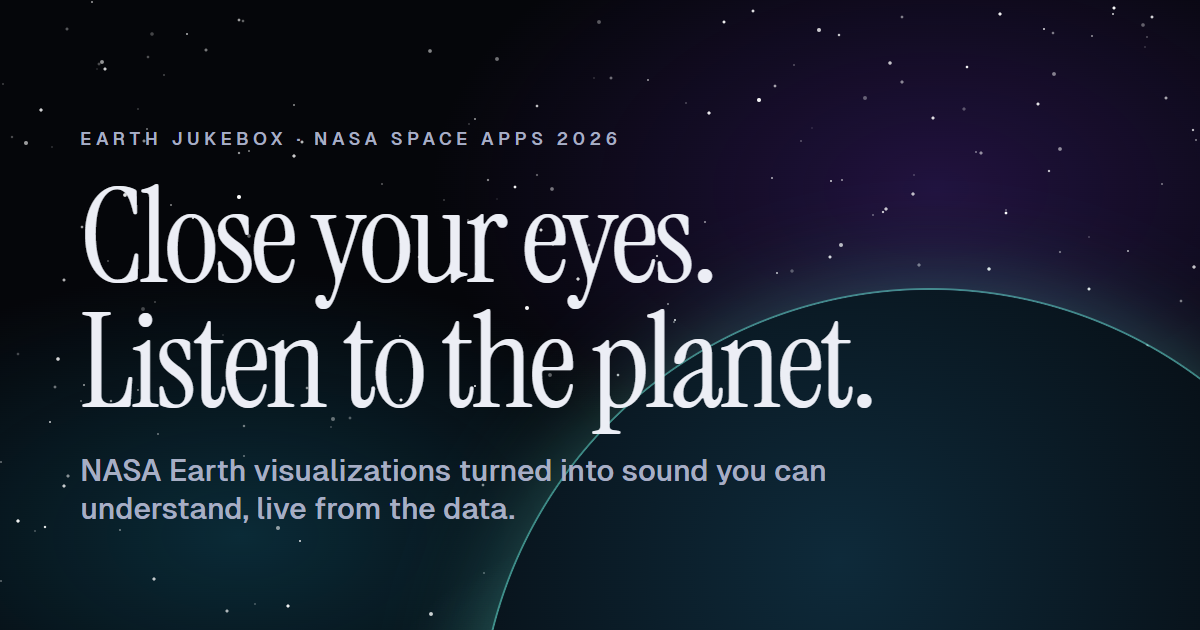 EARTH JUKEBOX · NASA SPACE APPS 2026
Close your eyes.
Listen to the planet.
NASA Earth visualizations turned into sound you can
understand, live from the data.